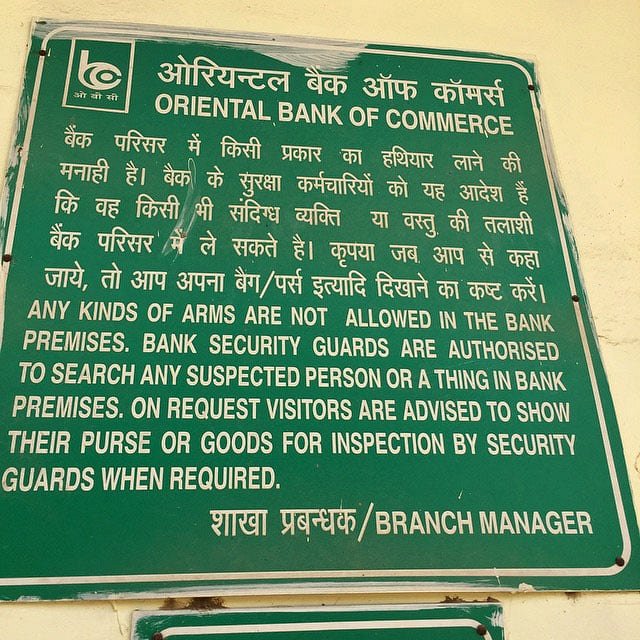 ओ बी सी
ओरियन्टल बैंक ऑफ कॉमर्स
ORIENTAL BANK OF COMMERCE
बैंक परिसर में किसी प्रकार का हथियार लाने की
मनाही है। बैंक के सुरक्षा कर्मचारियों को यह आदेश हैं
कि वह किसी भी संदिग्ध व्यक्ति या वस्तु की तलाशी
बैंक परिसर में ले सकते है। कृपया जब आप से कहा
जाये, तो आप अपना बैग/पर्स इत्यादि दिखाने का कष्ट करें।
ANY KINDS OF ARMS ARE NOT ALLOWED IN THE BANK
PREMISES. BANK SECURITY GUARDS ARE AUTHORISED
TO SEARCH ANY SUSPECTED PERSON OR A THING IN BANK
PREMISES. ON REQUEST VISITORS ARE ADVISED TO SHOW
THEIR PURSE OR GOODS FOR INSPECTION BY SECURITY
GUARDS WHEN REQUIRED.
शाखा प्रबन्धक/BRANCH MANAGER